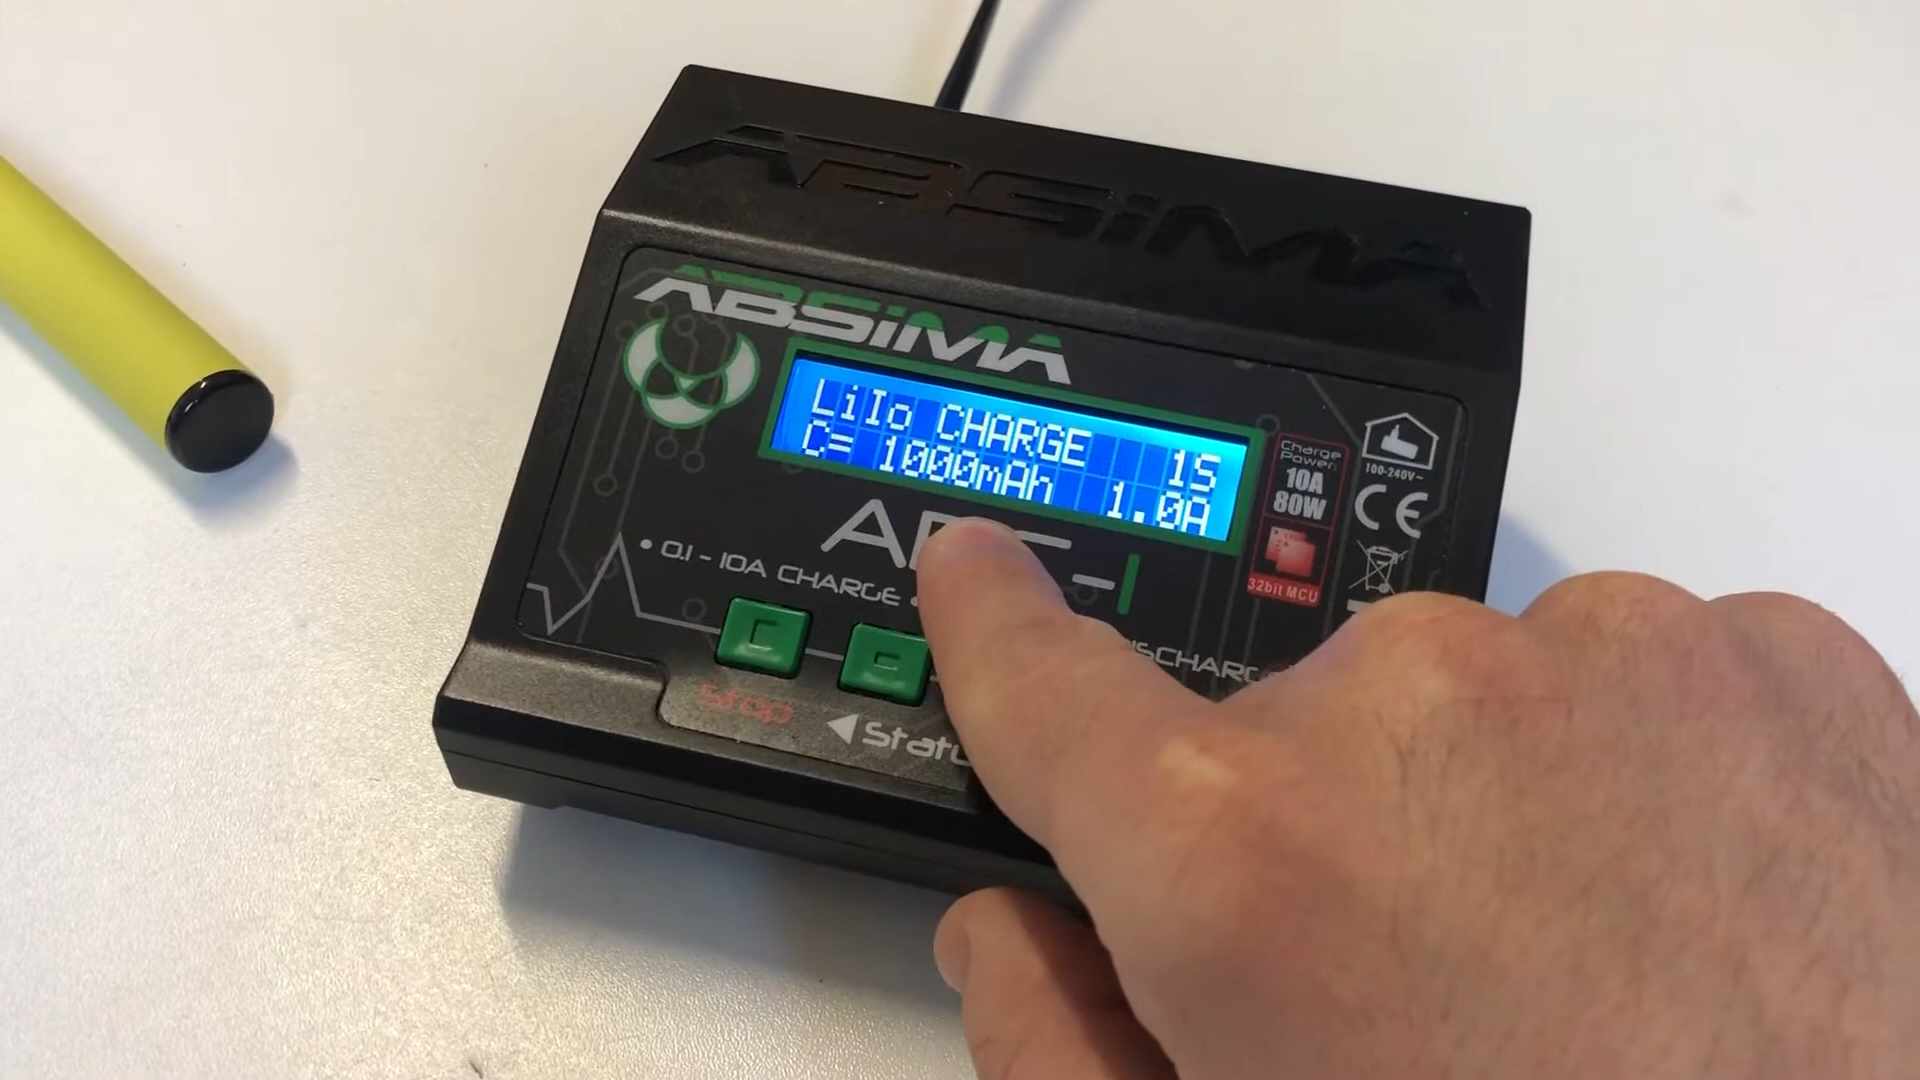 ABSiMA
ABSiMA
LiIo CHARGE 1S
C= 1000mAh 1.0A
Charge
Power:
10A
80W
100-240V~
CE
32bit MCU
• 0.1 - 10A CHARGE •
Stop
◀Statu